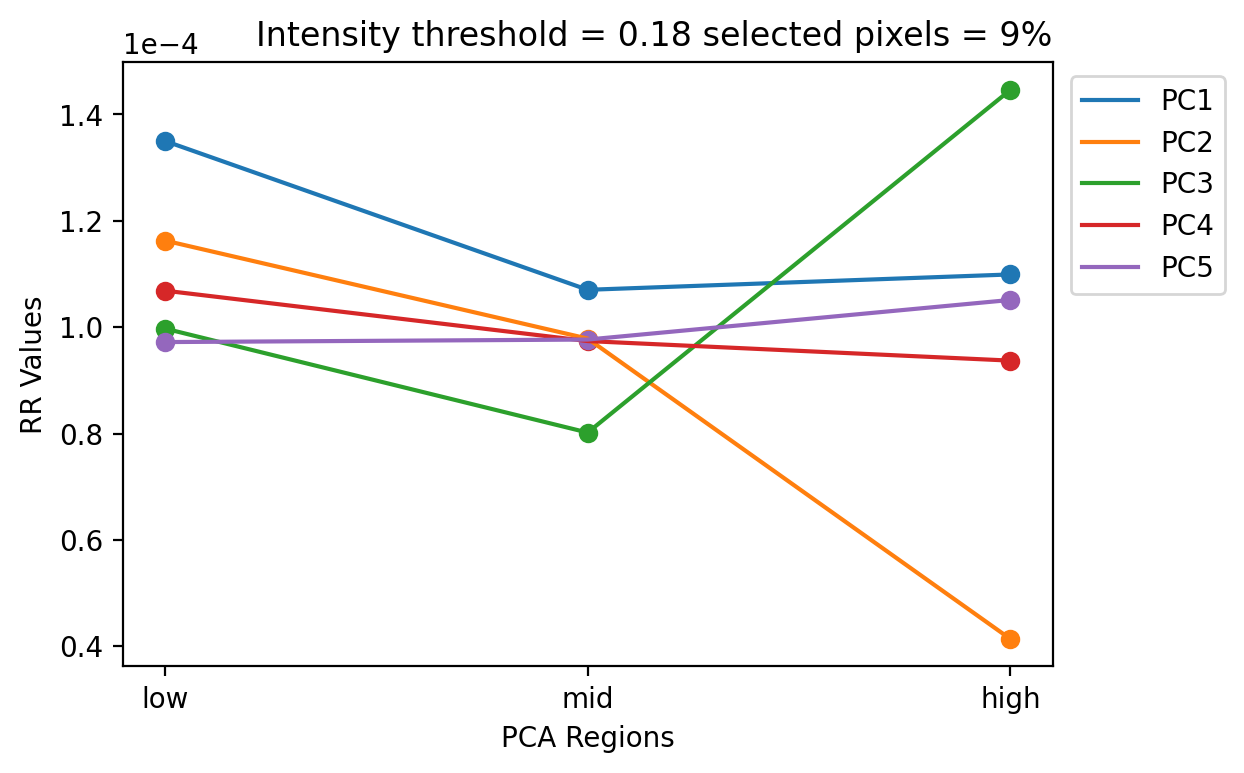 Intensity threshold = 0.18 selected pixels = 9%
1e−4
1.4
1.2
1.0
0.8
0.6
0.4
RR Values
low mid high
PCA Regions
PC1
PC2
PC3
PC4
PC5